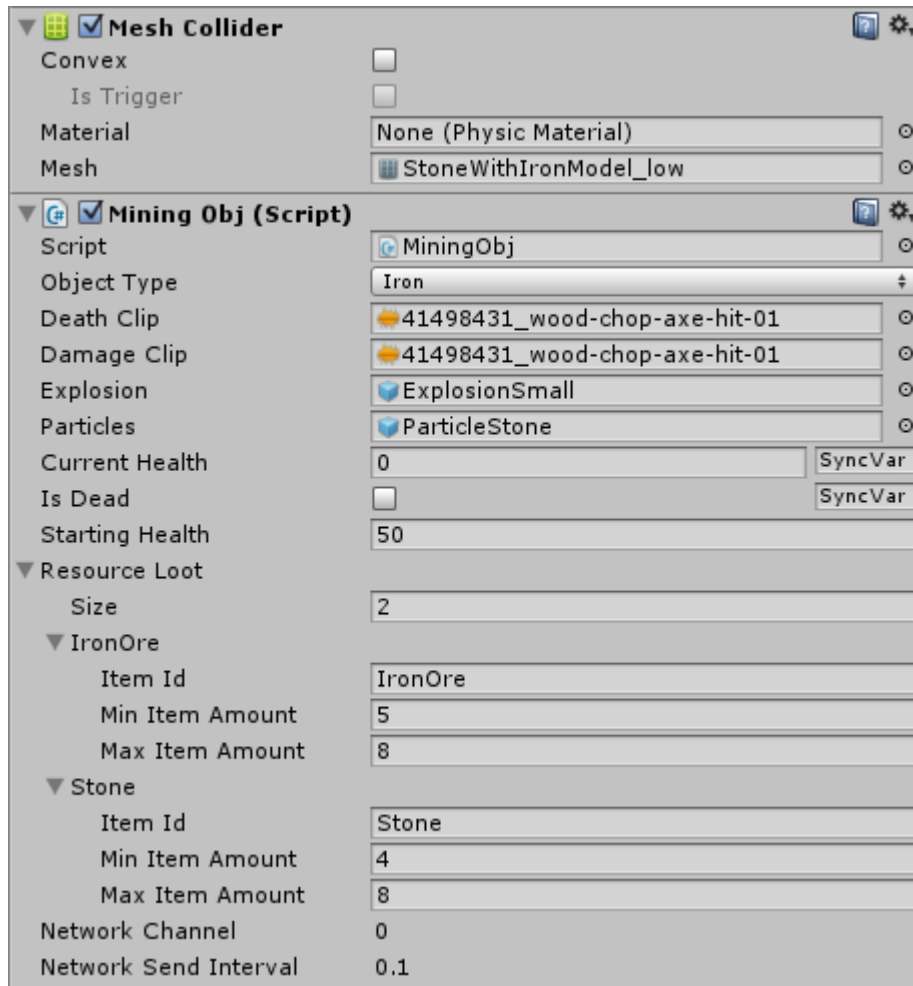 Mesh Collider
Convex
Is Trigger
Material None (Physic Material)
Mesh StoneWithIronModel_low
Mining Obj (Script)
Script MiningObj
Object Type Iron
Death Clip 41498431_wood-chop-axe-hit-01
Damage Clip 41498431_wood-chop-axe-hit-01
Explosion ExplosionSmall
Particles ParticleStone
Current Health 0 SyncVar
Is Dead SyncVar
Starting Health 50
Resource Loot
Size 2
IronOre
Item Id IronOre
Min Item Amount 5
Max Item Amount 8
Stone
Item Id Stone
Min Item Amount 4
Max Item Amount 8
Network Channel 0
Network Send Interval 0.1